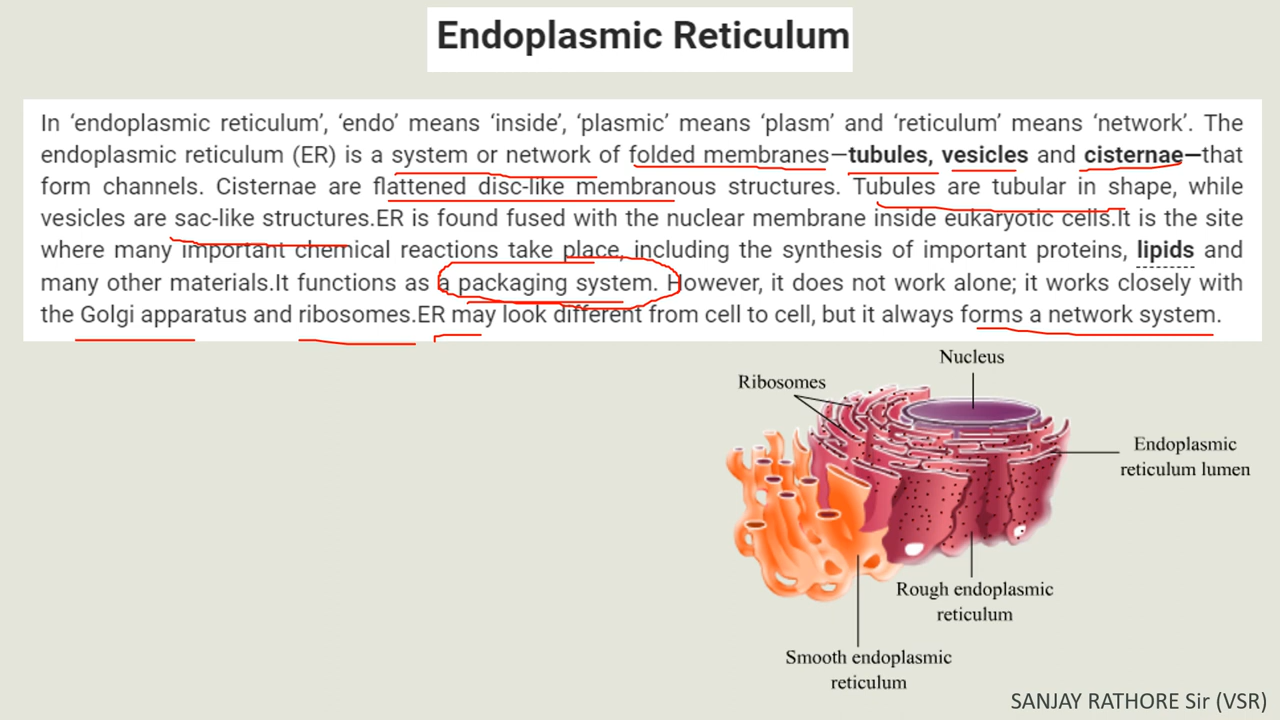 Endoplasmic Reticulum
In ‘endoplasmic reticulum’, ‘endo’ means ‘inside’, ‘plasmic’ means ‘plasm’ and ‘reticulum’ means ‘network’. The
endoplasmic reticulum (ER) is a system or network of folded membranes—tubules, vesicles and cisternae—that
form channels. Cisternae are flattened disc-like membranous structures. Tubules are tubular in shape, while
vesicles are sac-like structures.ER is found fused with the nuclear membrane inside eukaryotic cells.It is the site
where many important chemical reactions take place, including the synthesis of important proteins, lipids and
many other materials.It functions as a packaging system. However, it does not work alone; it works closely with
the Golgi apparatus and ribosomes.ER may look different from cell to cell, but it always forms a network system.
Nucleus
Ribosomes
Endoplasmic
reticulum lumen
Rough endoplasmic
reticulum
Smooth endoplasmic
reticulum
SANJAY RATHORE Sir (VSR)